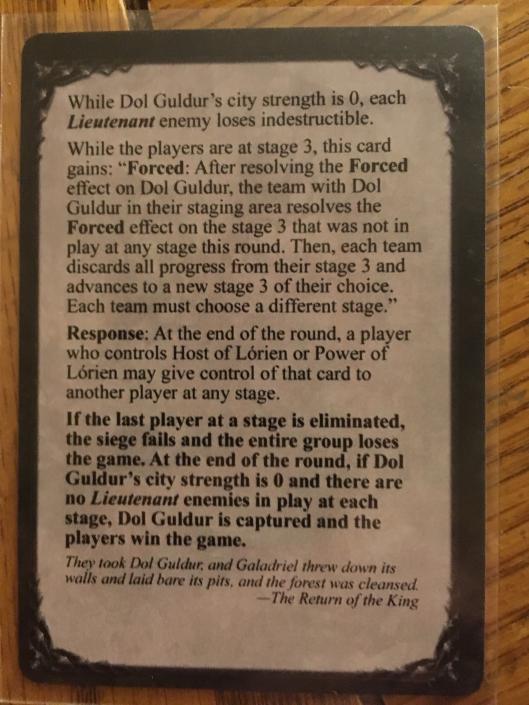 While Dol Guldur's city strength is 0, each
Lieutenant enemy loses indestructible.
While the players are at stage 3, this card
gains: "Forced: After resolving the Forced
effect on Dol Guldur, the team with Dol
Guldur in their staging area resolves the
Forced effect on the stage 3 that was not in
play at any stage this round. Then, each team
discards all progress from their stage 3 and
advances to a new stage 3 of their choice.
Each team must choose a different stage."
Response: At the end of the round, a player
who controls Host of Lórien or Power of
Lórien may give control of that card to
another player at any stage.
If the last player at a stage is eliminated,
the siege fails and the entire group loses
the game. At the end of the round, if Dol
Guldur's city strength is 0 and there are
no Lieutenant enemies in play at each
stage, Dol Guldur is captured and the
players win the game.
They took Dol Guldur, and Galadriel threw down its
walls and laid bare its pits, and the forest was cleansed.
—The Return of the King